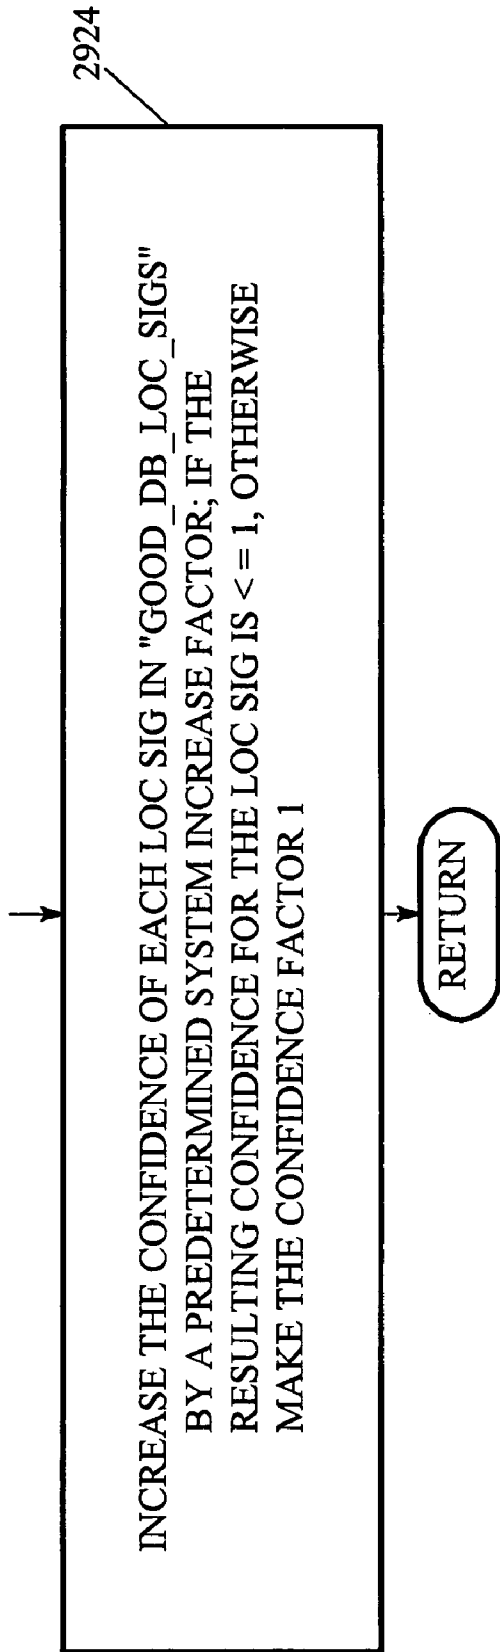 2924
INCREASE THE CONFIDENCE OF EACH LOC SIG IN "GOOD_DB_LOC_SIGS"
BY A PREDETERMINED SYSTEM INCREASE FACTOR; IF THE
RESULTING CONFIDENCE FOR THE LOC SIG IS < = 1, OTHERWISE
MAKE THE CONFIDENCE FACTOR 1
RETURN